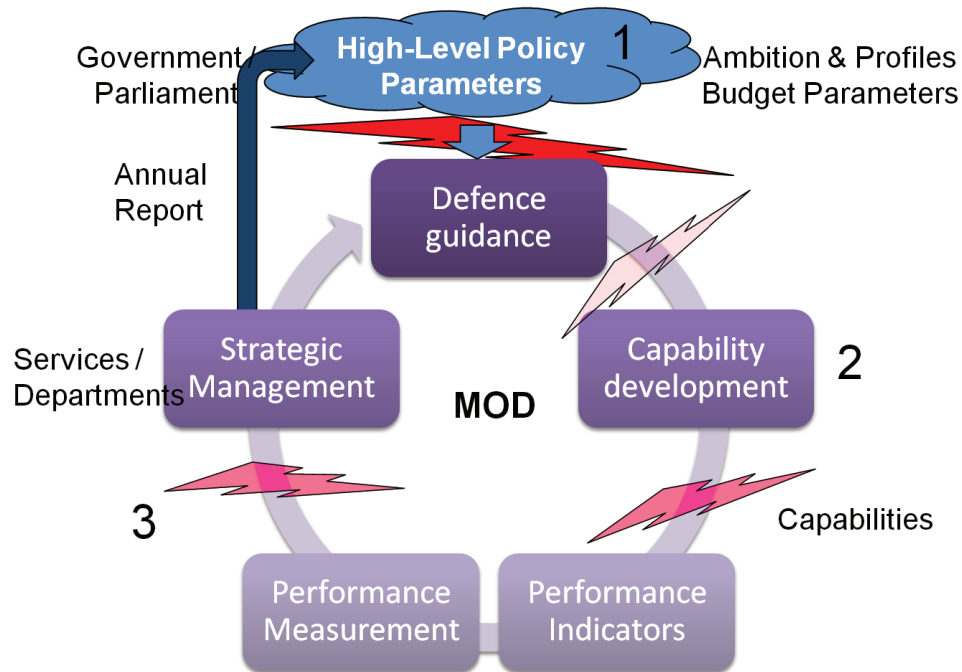 Government /
Parliament
High-Level Policy
Parameters
1
Ambition & Profiles
Budget Parameters
Annual
Report
Defence
guidance
Services /
Departments
Strategic
Management
MOD
Capability
development
2
3
Capabilities
Performance
Measurement
Performance
Indicators